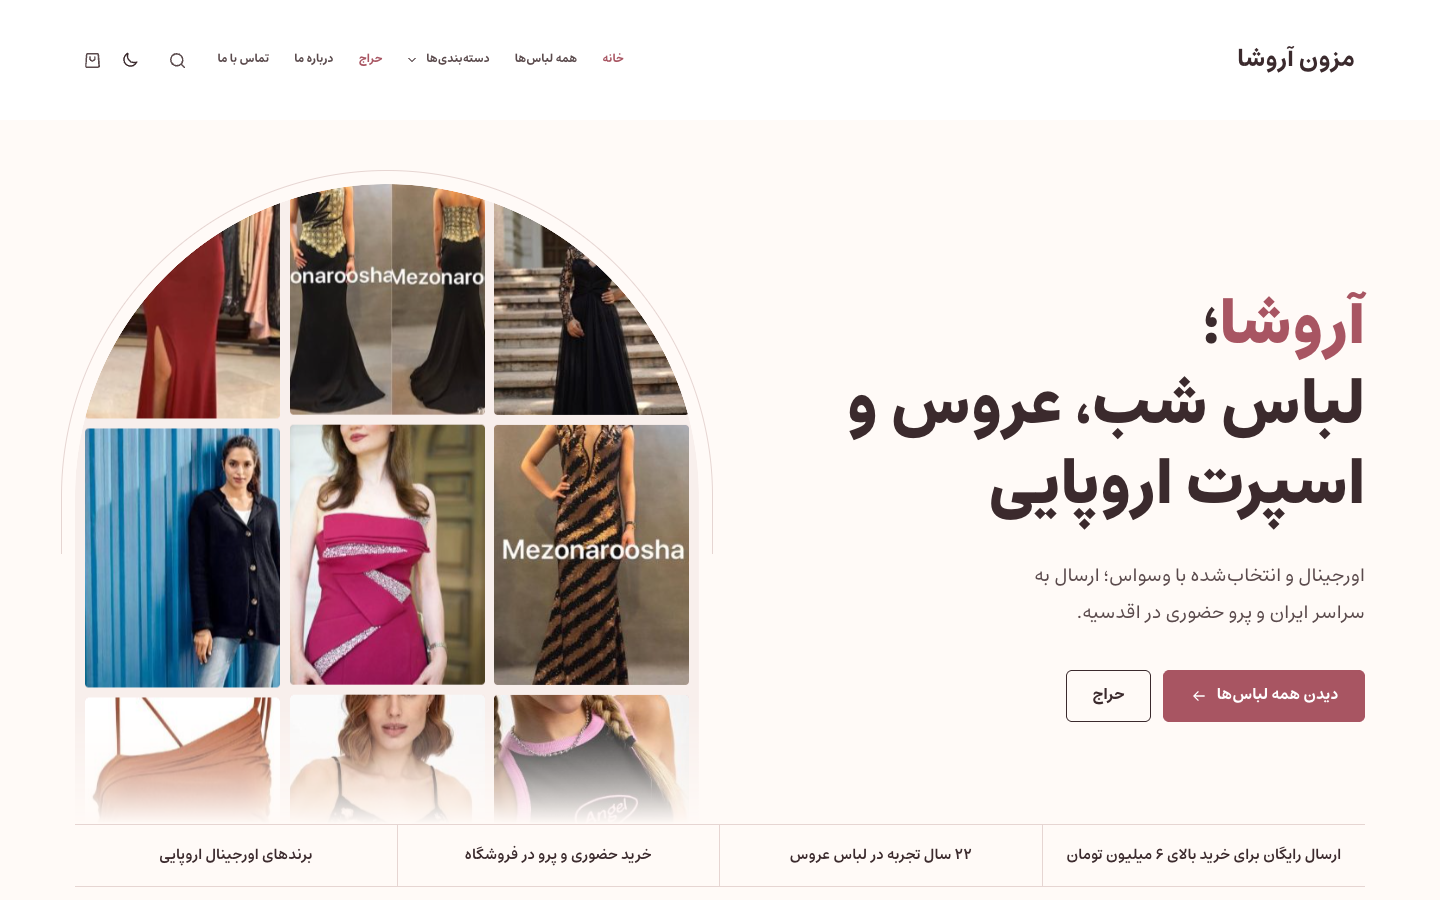 مزون آروشا
خانه
همه لباس‌ها
دسته‌بندی‌ها
حراج
درباره ما
تماس با ما
آروشا؛
لباس شب، عروس و
اسپرت اروپایی
اورجینال و انتخاب‌شده با وسواس؛ ارسال به
سراسر ایران و پرو حضوری در اقدسیه.
دیدن همه لباس‌ها
حراج
onaroosha
Mezonaro
Mezonaroosha
Angel
ارسال رایگان برای خرید بالای ۶ میلیون تومان
۲۲ سال تجربه در لباس عروس
خرید حضوری و پرو در فروشگاه
برندهای اورجینال اروپایی